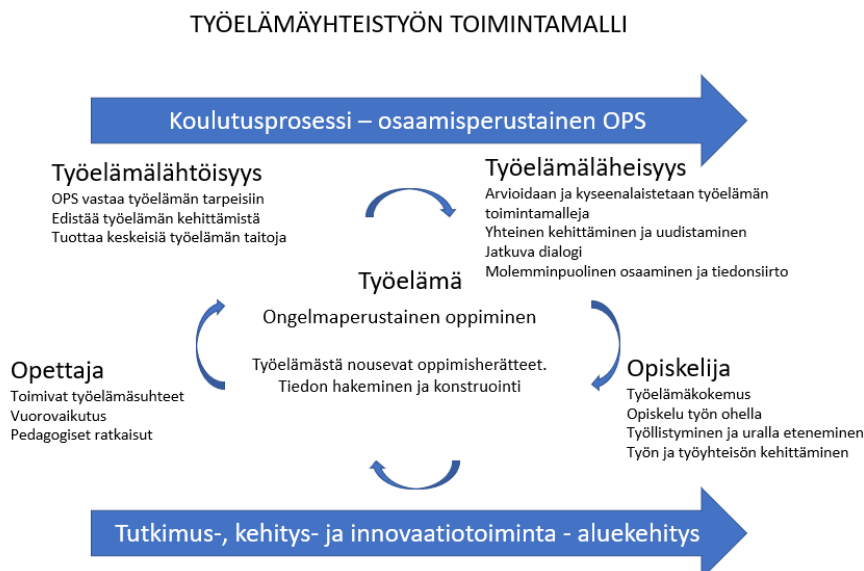 TYÖELÄMÄYHTEISTYÖN TOIMINTAMALLI
Koulutusprosessi – osaamisperustainen OPS
Työelämälähtöisyys
OPS vastaa työelämän tarpeisiin
Edistää työelämän kehittämistä
Tuottaa keskeisiä työelämän taitoja
Työelämäläheisyys
Arvioidaan ja kyseenalaistetaan työelämän
toimintamalleja
Yhteinen kehittäminen ja uudistaminen
Jatkuva dialogi
Molemminpuolinen osaaminen ja tiedonsiirto
Työelämä
Ongelmaperustainen oppiminen
Työelämästä nousevat oppimisherätteet.
Tiedon hakeminen ja konstruointi
Opettaja
Toimivat työelämäsuhteet
Vuorovaikutus
Pedagogiset ratkaisut
Opiskelija
Työelämäkokemus
Opiskelu työn ohella
Työllistyminen ja uralla eteneminen
Työn ja työyhteisön kehittäminen
Tutkimus-, kehitys- ja innovaatiotoiminta - aluekehitys